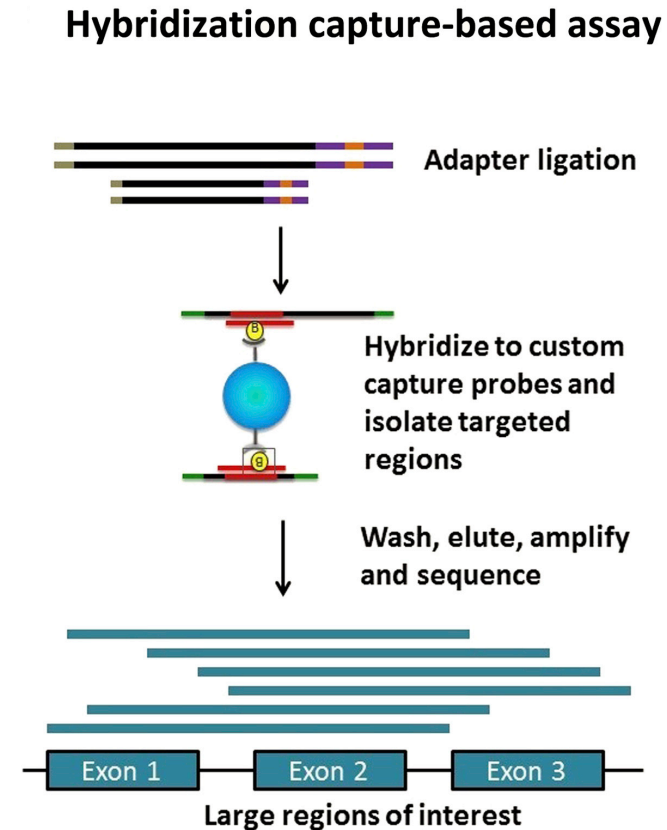 Hybridization capture-based assay
Adapter ligation
B
Hybridize to custom
capture probes and
isolate targeted
regions
B
Wash, elute, amplify
and sequence
Exon 1 Exon 2 Exon 3
Large regions of interest